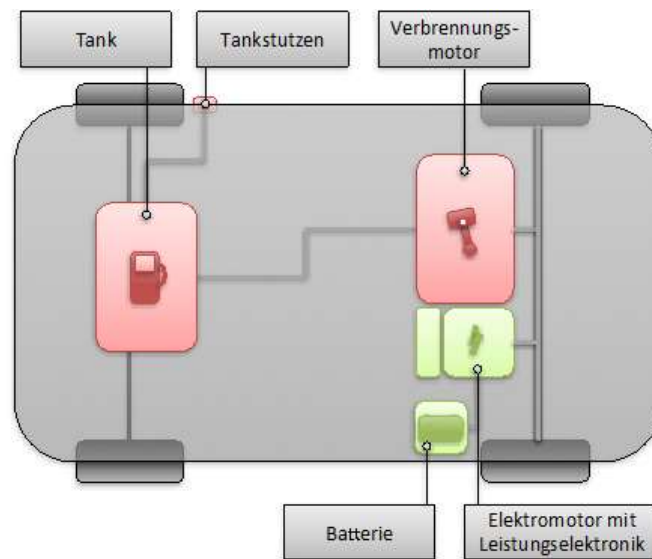 Tank
Tankstutzen
Verbrennungs-
motor
Batterie
Elektromotor mit
Leistungselektronik